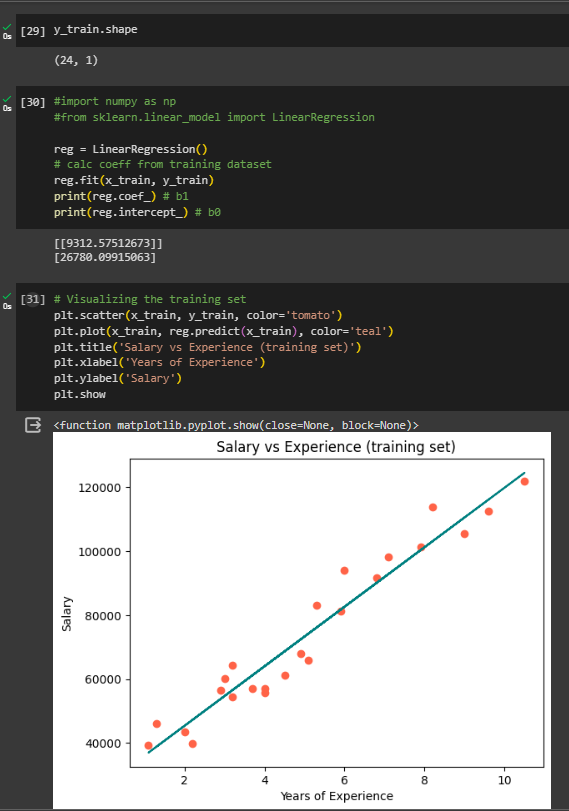 [29] y_train.shape
0s
(24, 1)
[30] #import numpy as np
0s
#from sklearn.linear_model import LinearRegression
reg = LinearRegression()
# calc coeff from training dataset
reg.fit(x_train, y_train)
print(reg.coef_) # b1
print(reg.intercept_) # b0
[[9312.57512673]]
[26780.09915063]
[31] # Visualizing the training set
0s
plt.scatter(x_train, y_train, color='tomato')
plt.plot(x_train, reg.predict(x_train), color='teal')
plt.title('Salary vs Experience (training set)')
plt.xlabel('Years of Experience')
plt.ylabel('Salary')
plt.show
<function matplotlib.pyplot.show(close=None, block=None)>
Salary vs Experience (training set)
120000
100000
80000
60000
40000
Salary
2 4 6 8 10
Years of Experience